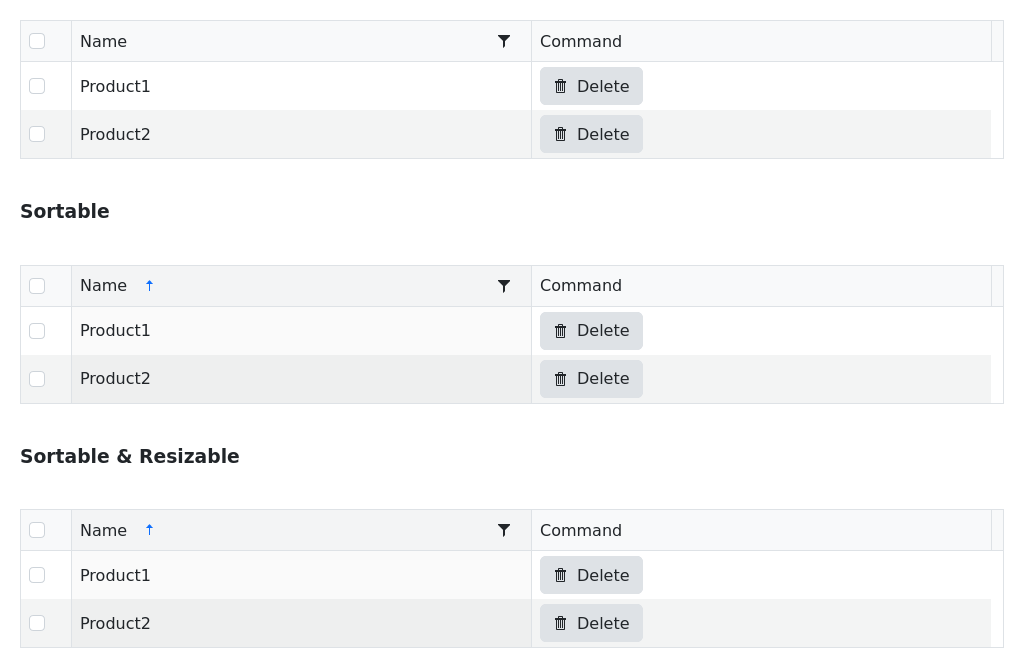 Name Command
Product1 Delete
Product2 Delete
Sortable
Name Command
Product1 Delete
Product2 Delete
Sortable & Resizable
Name Command
Product1 Delete
Product2 Delete